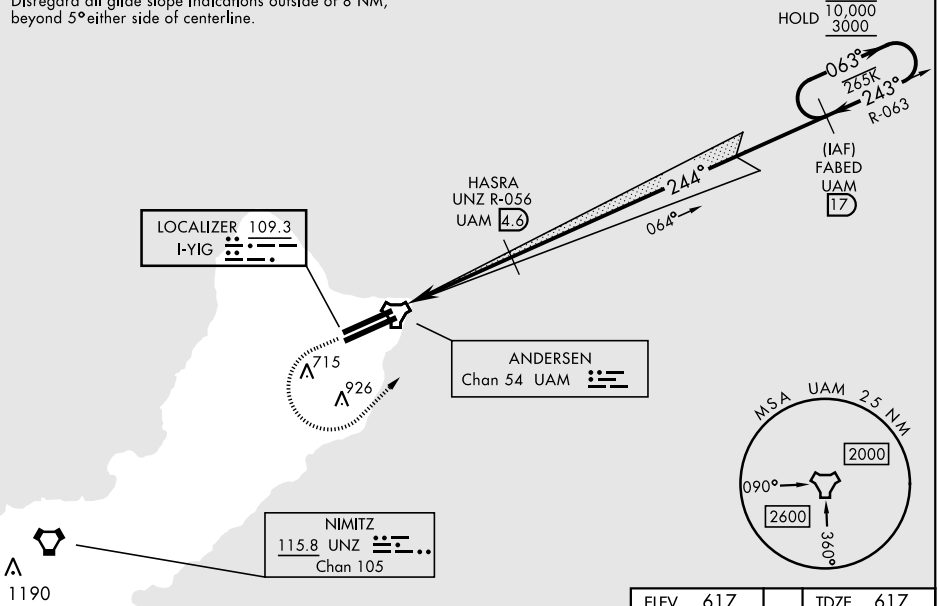 Disregard all glide slope indications outside of 8 NM,
beyond 5° either side of centerline.
HOLD 10,000
3000
063°
265K
243°
R-063
(IAF)
FABED
UAM
17
HASRA
UNZ R-056
UAM 4.6
244°
064°
LOCALIZER 109.3
I-YIG
715
926
ANDERSEN
Chan 54 UAM
MSA UAM 25 NM
2000
090°
2600
360°
NIMITZ
115.8 UNZ
Chan 105
1190
ELEV 617
TDZE 617